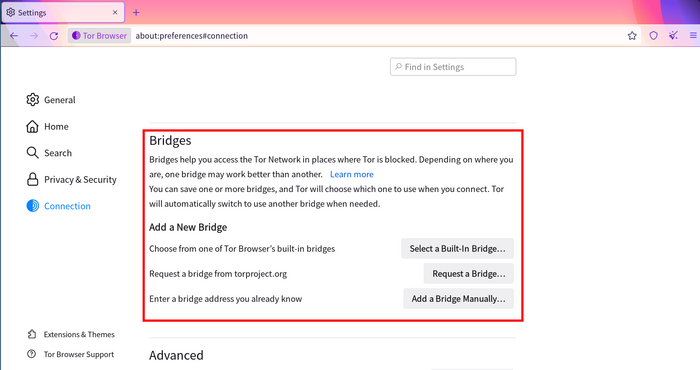 Settings
Tor Browser
about:preferences#connection
Find in Settings
General
Home
Search
Privacy & Security
Connection
Extensions & Themes
Tor Browser Support
Bridges
Bridges help you access the Tor Network in places where Tor is blocked. Depending on where you
are, one bridge may work better than another. Learn more
You can save one or more bridges, and Tor will choose which one to use when you connect. Tor
will automatically switch to use another bridge when needed.
Add a New Bridge
Choose from one of Tor Browser's built-in bridges
Select a Built-In Bridge…
Request a bridge from torproject.org
Request a Bridge…
Enter a bridge address you already know
Add a Bridge Manually…
Advanced